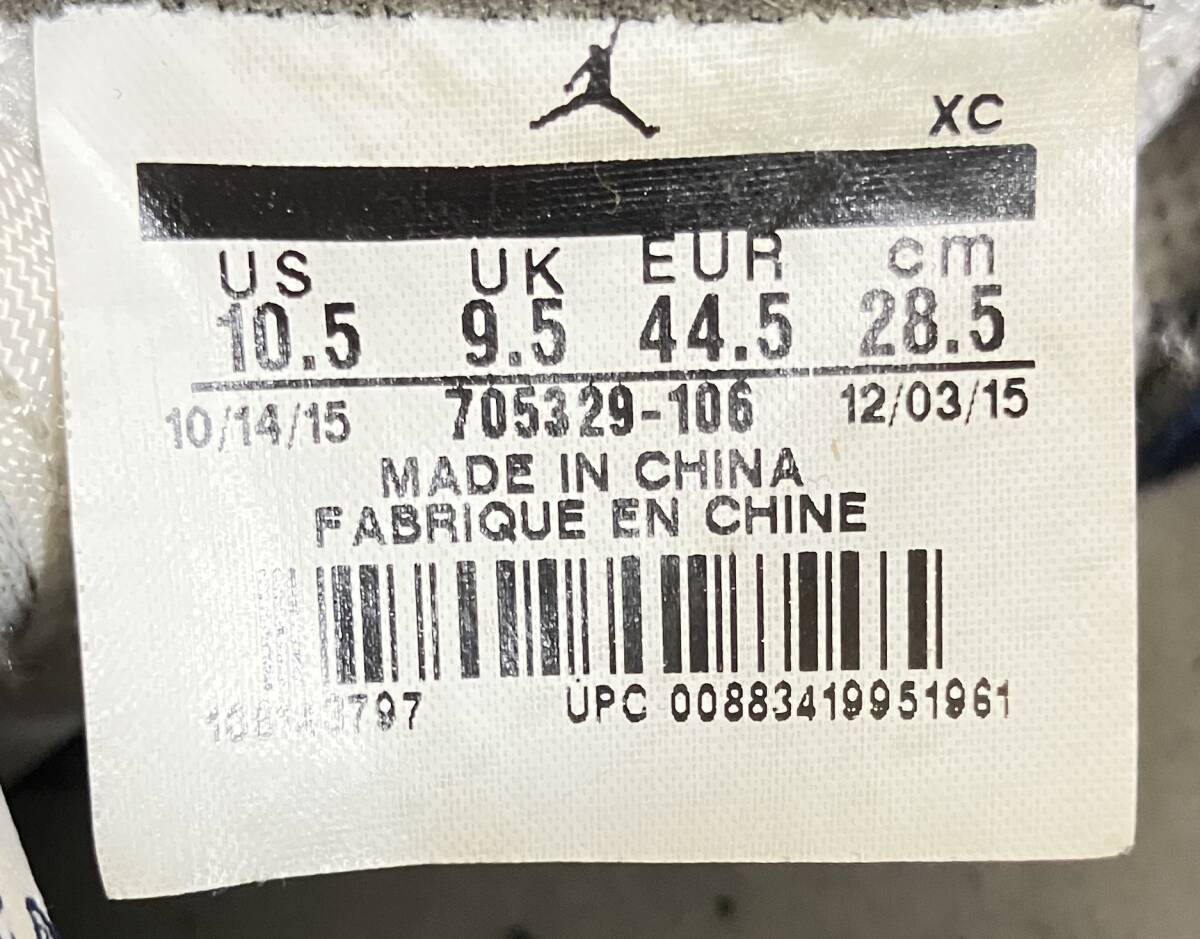 XC
US UK EUR cm
10.5 9.5 44.5 28.5
10/14/15 705329-106 12/03/15
MADE IN CHINA
FABRIQUE EN CHINE
UPC 00883419951961